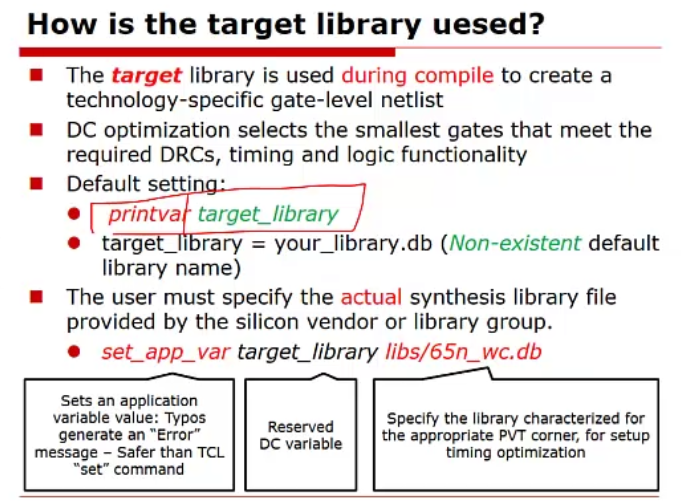 How is the target library uesed?
The target library is used during compile to create a
technology-specific gate-level netlist
DC optimization selects the smallest gates that meet the
required DRCs, timing and logic functionality
Default setting:
printvar target_library
target_library = your_library.db (Non-existent default
library name)
The user must specify the actual synthesis library file
provided by the silicon vendor or library group.
set_app_var target_library libs/65n_wc.db
Sets an application
variable value: Typos
generate an “Error”
message – Safer than TCL
“set” command
Reserved
DC variable
Specify the library characterized for
the appropriate PVT corner, for setup
timing optimization